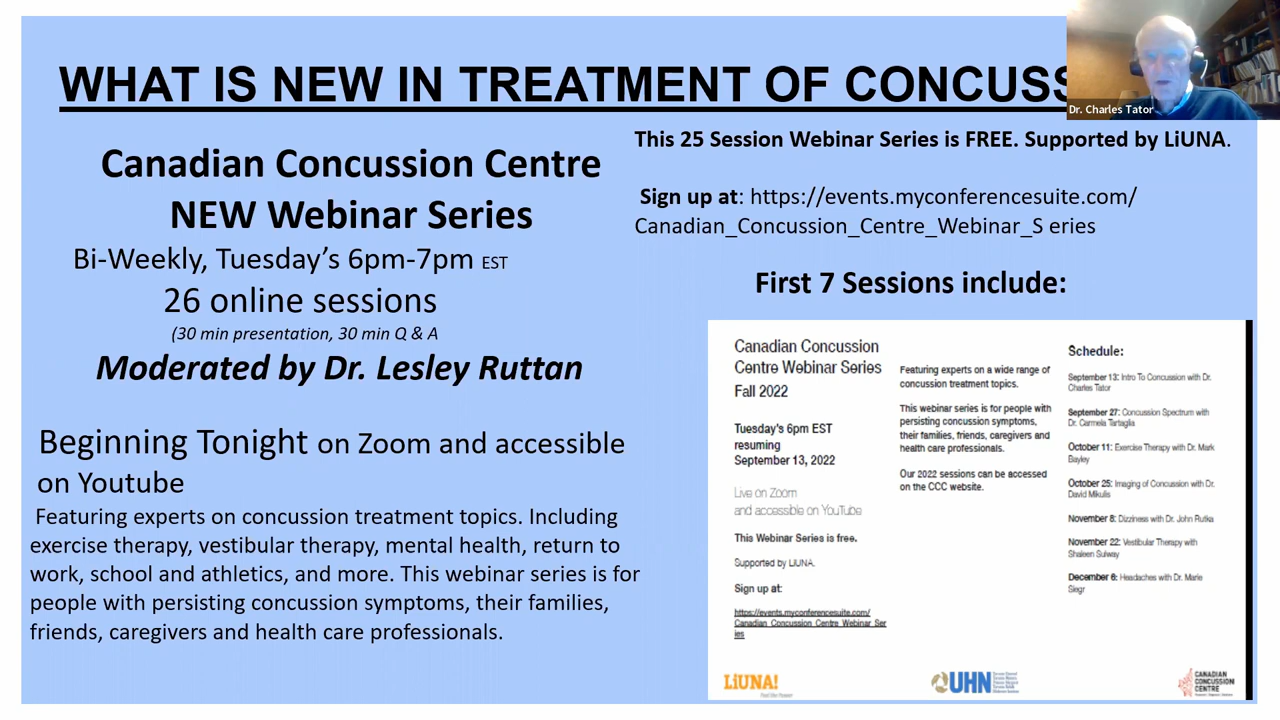 WHAT IS NEW IN TREATMENT OF CONCUSS
Dr. Charles Tator
Canadian Concussion Centre
NEW Webinar Series
Bi-Weekly, Tuesday’s 6pm-7pm EST
26 online sessions
(30 min presentation, 30 min Q & A
Moderated by Dr. Lesley Ruttan
Beginning Tonight on Zoom and accessible
on Youtube
Featuring experts on concussion treatment topics. Including
exercise therapy, vestibular therapy, mental health, return to
work, school and athletics, and more. This webinar series is for
people with persisting concussion symptoms, their families,
friends, caregivers and health care professionals.
This 25 Session Webinar Series is FREE. Supported by LiUNA.
Sign up at: https://events.myconferencesuite.com/
Canadian_Concussion_Centre_Webinar_S eries
First 7 Sessions include:
Canadian Concussion
Centre Webinar Series
Fall 2022
Tuesday's 6pm EST
resuming
September 13, 2022
Live on Zoom
and accessible on YouTube
This Webinar Series is free.
Supported by LiUNA.
Sign up at:
https://events.myconferencesuite.com/
Canadian_Concussion_Centre_Webinar_Ser
ies
Featuring experts on a wide range of
concussion treatment topics.
This webinar series is for people with
persisting concussion symptoms,
their families, friends, caregivers and
health care professionals.
Our 2022 sessions can be accessed
on the CCC website.
Schedule:
September 13: Intro To Concussion with Dr.
Charles Tator
September 27: Concussion Spectrum with
Dr. Carmela Tartaglia
October 11: Exercise Therapy with Dr. Mark
Bayley
October 25: Imaging of Concussion with Dr.
David Mikulis
November 8: Dizziness with Dr. John Rutka
November 22: Vestibular Therapy with
Shaleen Sulway
December 6: Headaches with Dr. Marie
Slegr
LiUNA!
UHN
CANADIAN
CONCUSSION
CENTRE